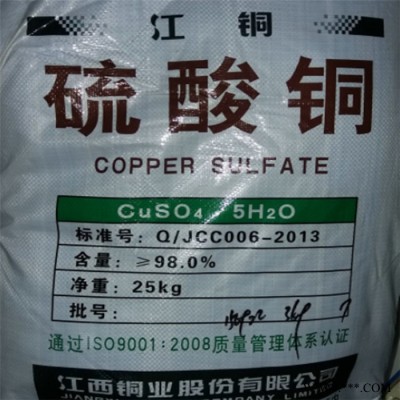 江铜
硫酸铜
COPPER SULFATE
CuSO4·5H2O
标准号：Q/JCC006-2013
含量：≥98.0%
净重：25kg
批号：
通过ISO9001:2008质量管理体系认证
江西铜业股份有限公司